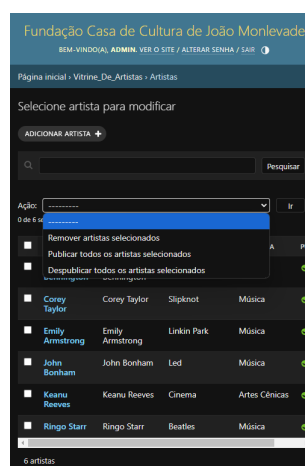 Fundação Casa de Cultura de João Monlevade
BEM-VINDO(A), ADMIN. VER O SITE / ALTERAR SENHA / SAIR
Página inicial › Vitrine_De_Artistas › Artistas
Selecione artista para modificar
ADICIONAR ARTISTA +
Pesquisar
Ação: ---------
Ir
0 de 6
---------
Remover artistas selecionados
Publicar todos os artistas selecionados
Despublicar todos os artistas selecionados
Corey Taylor Corey Taylor Slipknot Música
Emily Armstrong Emily Armstrong Linkin Park Música
John Bonham John Bonham Led Música
Keanu Reeves Keanu Reeves Cinema Artes Cênicas
Ringo Starr Ringo Starr Beatles Música
6 artistas